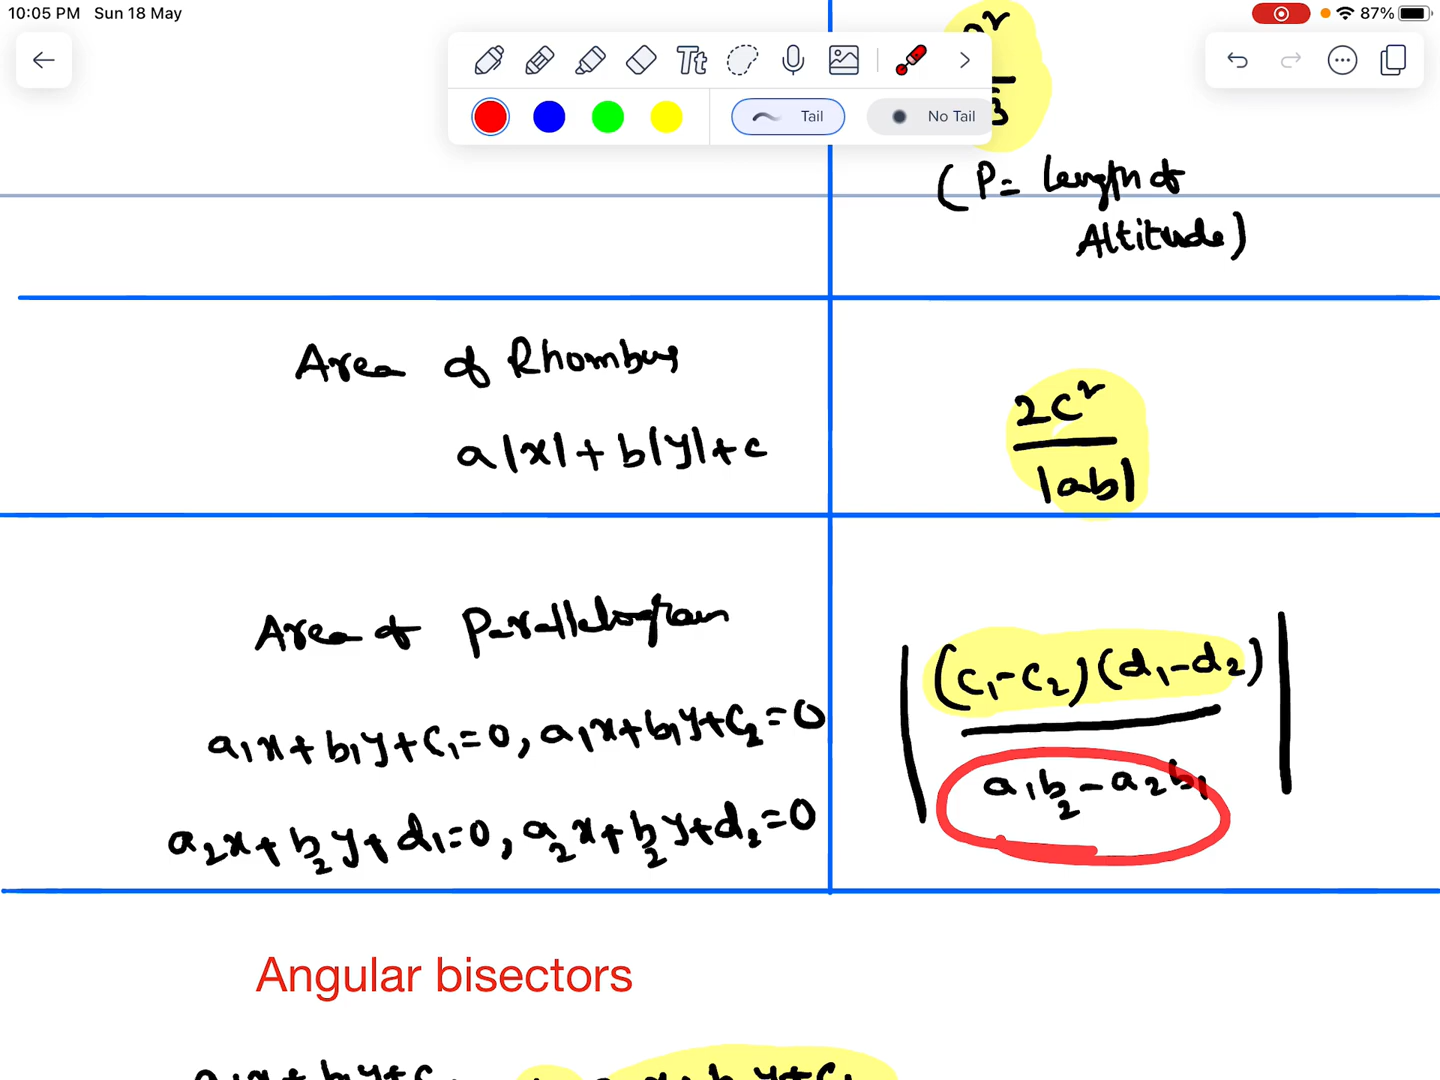 10:05 PM Sun 18 May 87%
Tt
Tail No Tail
(P= Length of
Altitude)
Area of Rhombus
a|x|+b|y|+c
2c²
|ab|
Area of Parallelogram
a₁x+b₁y+c₁=0, a₁x+b₁y+c₂=0
a₂x+b₂y+d₁=0, a₂x+b₂y+d₂=0
|(c₁-c₂)(d₁-d₂)|
a₁b₂-a₂b₁
Angular bisectors